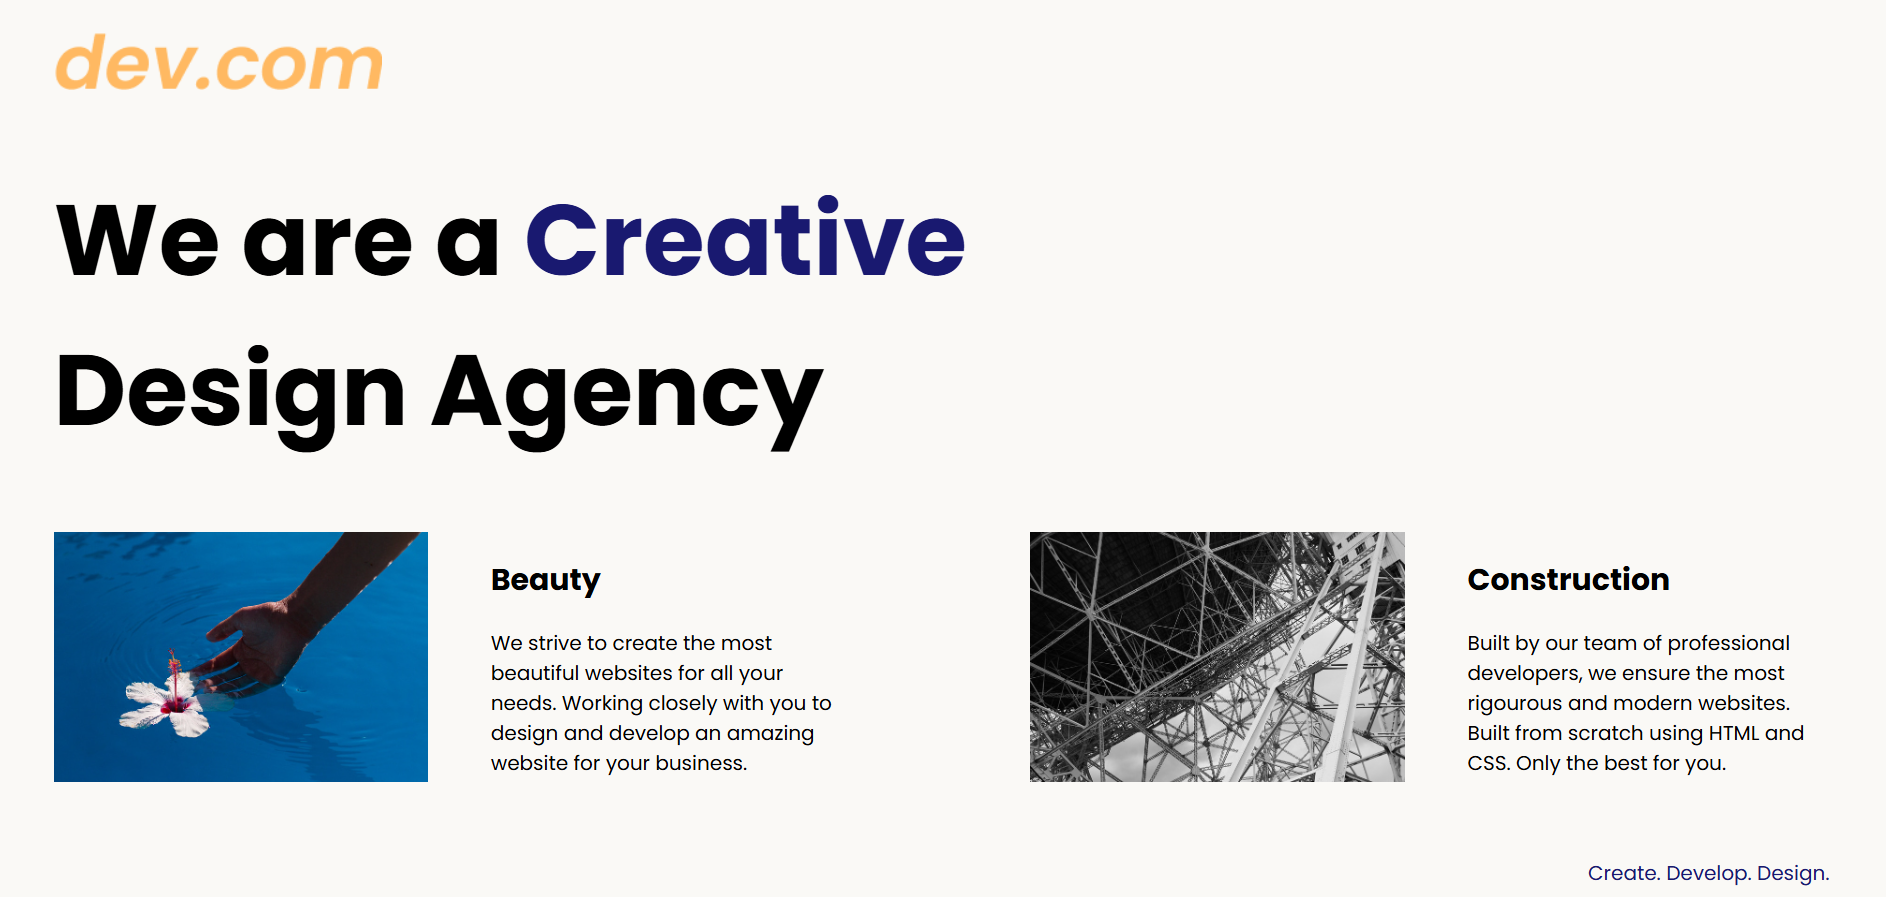 dev.com
We are a Creative
Design Agency
Beauty
We strive to create the most
beautiful websites for all your
needs. Working closely with you to
design and develop an amazing
website for your business.
Construction
Built by our team of professional
developers, we ensure the most
rigourous and modern websites.
Built from scratch using HTML and
CSS. Only the best for you.
Create. Develop. Design.